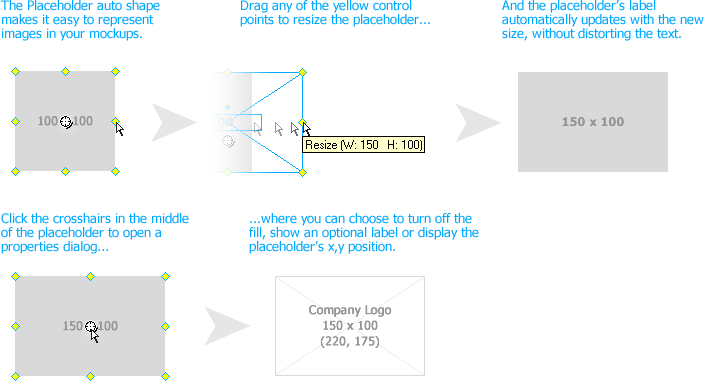 The Placeholder auto shape
makes it easy to represent
images in your mockups.
Drag any of the yellow control
points to resize the placeholder...
And the placeholder's label
automatically updates with the new
size, without distorting the text.
100 100
Resize (W: 150 H: 100)
150 x 100
Click the crosshairs in the middle
of the placeholder to open a
properties dialog...
...where you can choose to turn off the
fill, show an optional label or display the
placeholder's x,y position.
150 100
Company Logo
150 x 100
(220, 175)